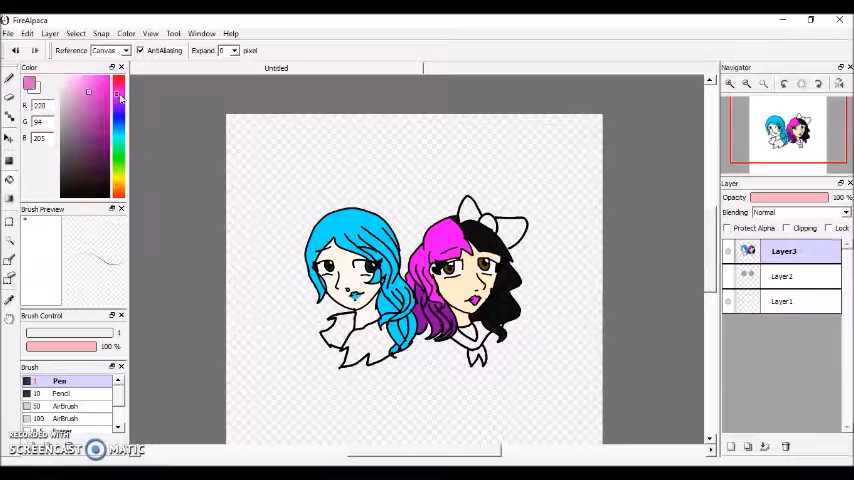 FireAlpaca
File Edit Layer Select Color View Tool Window Help
Reference Canvas AntiAliasing Expand 0 pixel
Color
Untitled
Navigator
R 220
G 94
B 205
Brush Preview
Layer
Opacity 100 %
Blending Normal
Protect Alpha Clipping Lock
Layer3
Layer2
Layer1
Brush Control
1
100 %
Brush
1 Pen
10 Pencil
50 AirBrush
100 AirBrush
RECORDED WITH
SCREENCAST MATIC